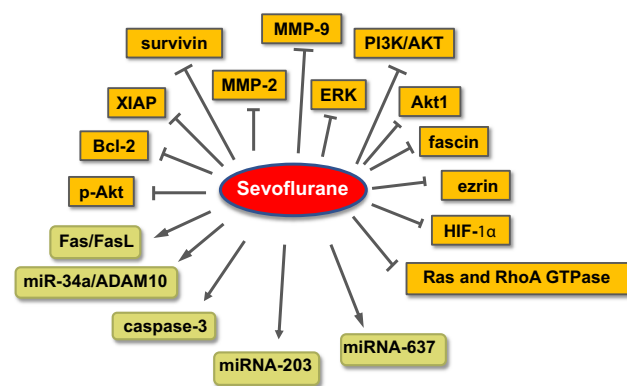 MMP-9
survivin
PI3K/AKT
MMP-2
ERK
XIAP
Akt1
Bcl-2
fascin
p-Akt
Sevoflurane
ezrin
Fas/FasL
HIF-1α
miR-34a/ADAM10
Ras and RhoA GTPase
caspase-3
miRNA-203
miRNA-637